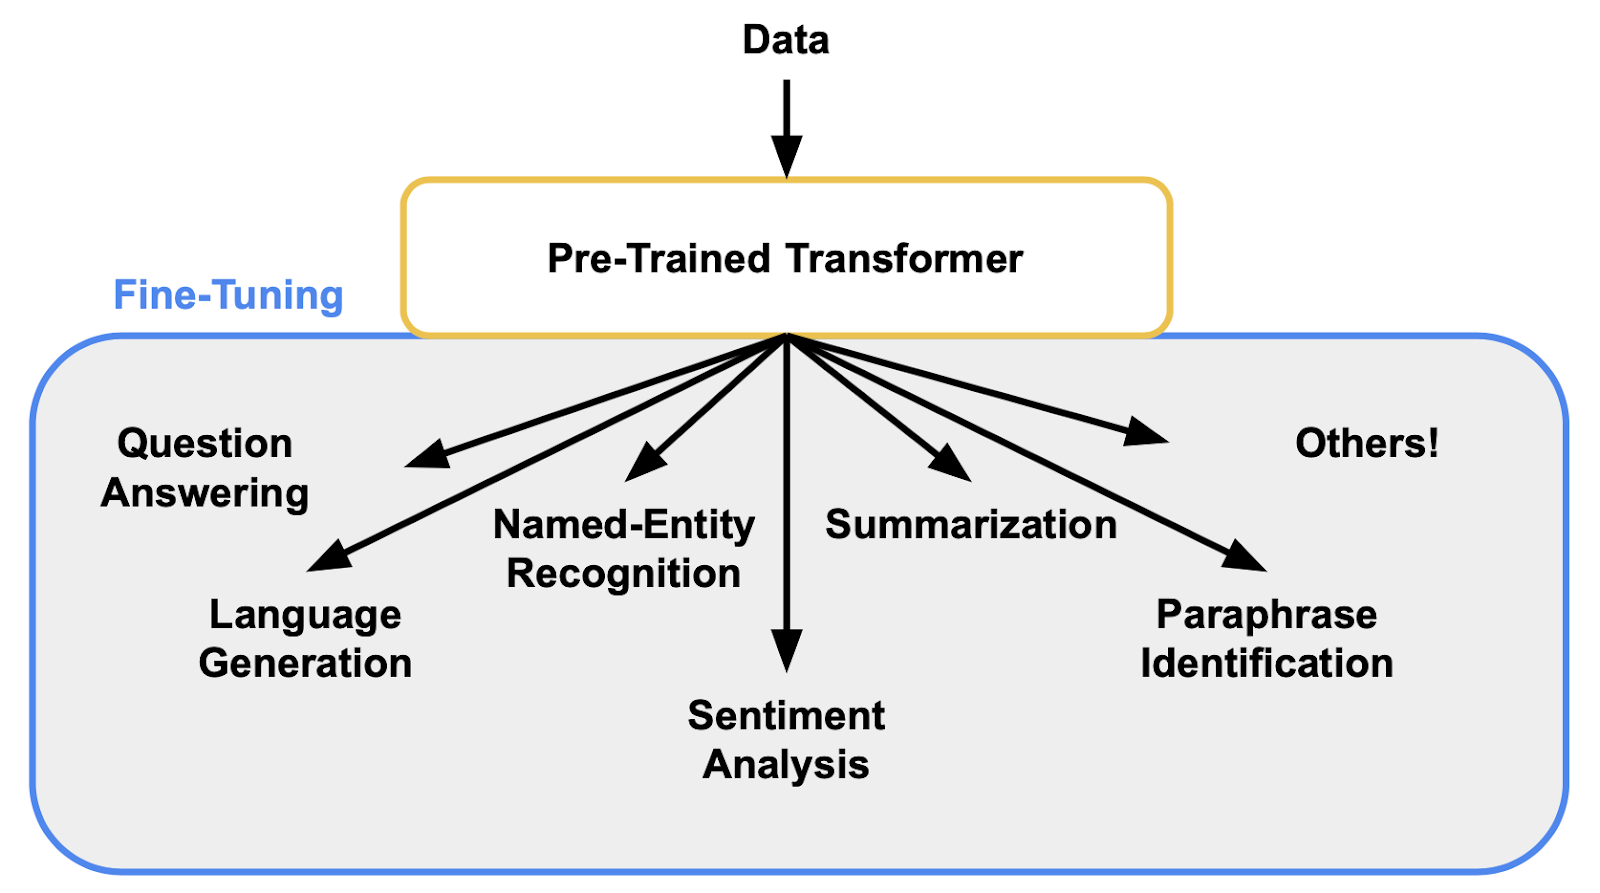 Data
Pre-Trained Transformer
Fine-Tuning
Question
Answering
Others!
Named-Entity
Recognition
Summarization
Language
Generation
Paraphrase
Identification
Sentiment
Analysis